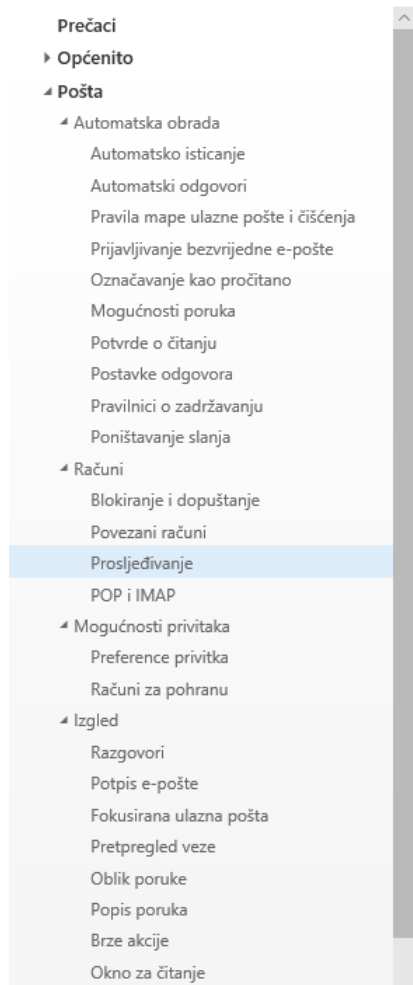 Prečaci
Općenito
Pošta
Automatska obrada
Automatsko isticanje
Automatski odgovori
Pravila mape ulazne pošte i čišćenja
Prijavljivanje bezvrijedne e-pošte
Označavanje kao pročitano
Mogućnosti poruka
Potvrde o čitanju
Postavke odgovora
Pravilnici o zadržavanju
Poništavanje slanja
Računi
Blokiranje i dopuštanje
Povezani računi
Prosljeđivanje
POP i IMAP
Mogućnosti privitaka
Preference privitka
Računi za pohranu
Izgled
Razgovori
Potpis e-pošte
Fokusirana ulazna pošta
Pretpregled veze
Oblik poruke
Popis poruka
Brze akcije
Okno za čitanje